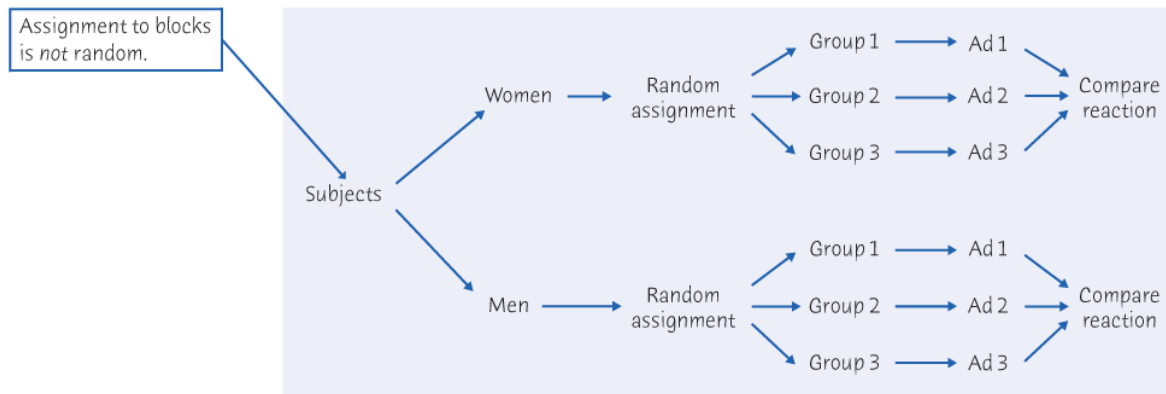 Assignment to blocks
is not random.
Subjects
Women
Random
assignment
Group 1
Ad 1
Group 2
Ad 2
Group 3
Ad 3
Compare
reaction
Men
Random
assignment
Group 1
Ad 1
Group 2
Ad 2
Group 3
Ad 3
Compare
reaction